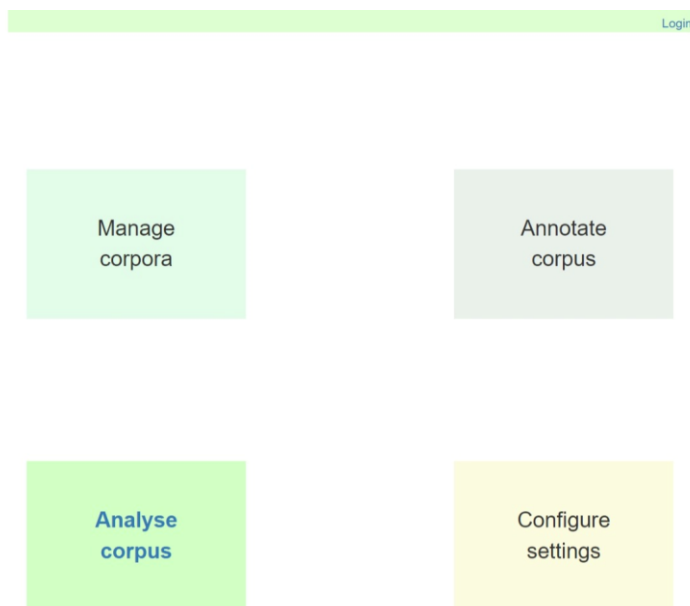 Login
Manage
corpora
Annotate
corpus
Analyse
corpus
Configure
settings